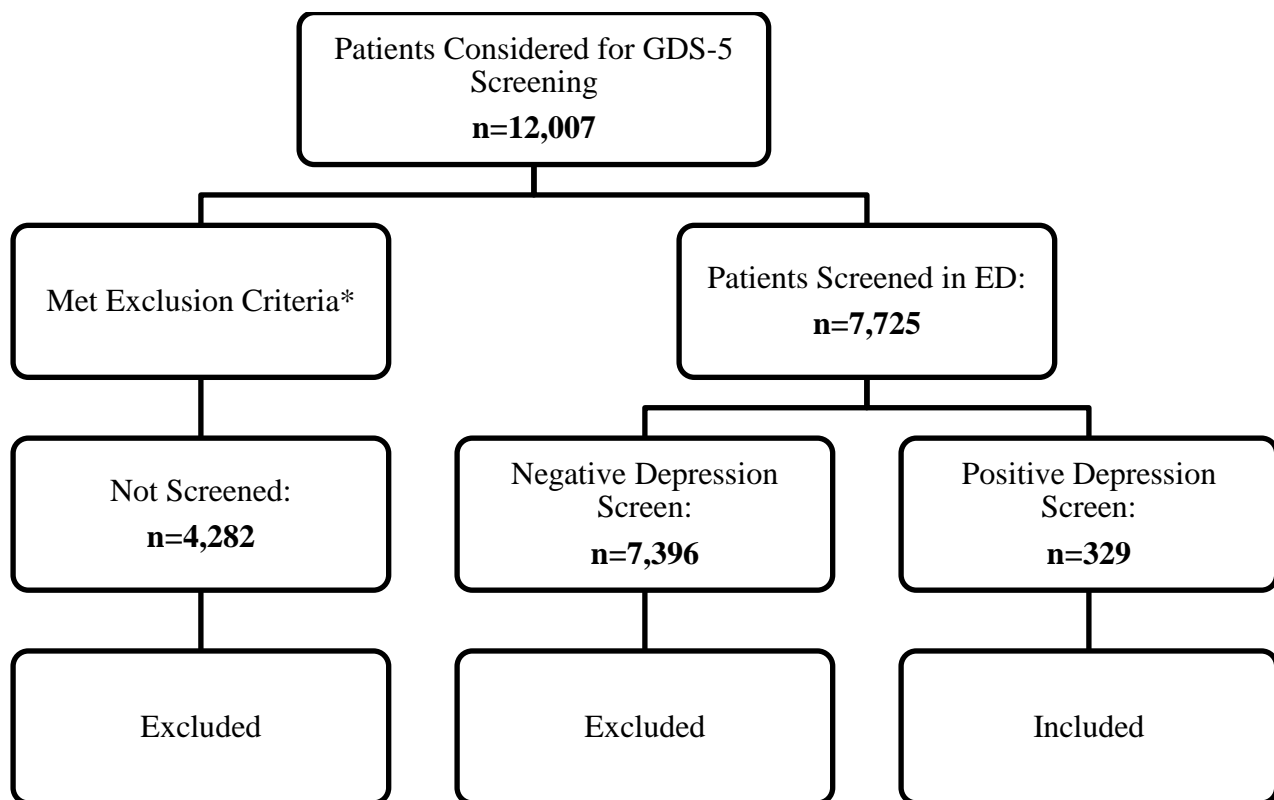 Patients Considered for GDS-5
Screening
n=12,007
Met Exclusion Criteria*
Patients Screened in ED:
n=7,725
Not Screened:
n=4,282
Negative Depression
Screen:
n=7,396
Positive Depression
Screen:
n=329
Excluded
Excluded
Included